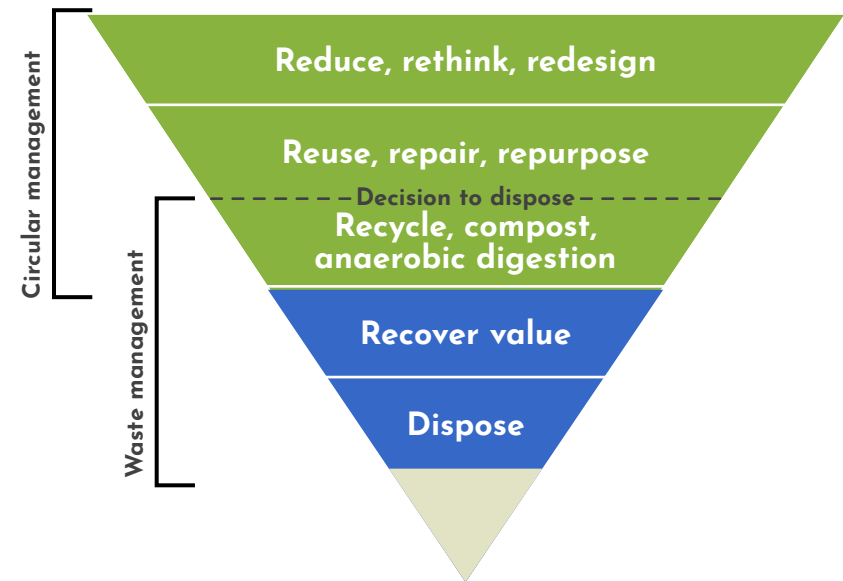 Circular management
Waste management
Reduce, rethink, redesign
Reuse, repair, repurpose
Decision to dispose
Recycle, compost,
anaerobic digestion
Recover value
Dispose